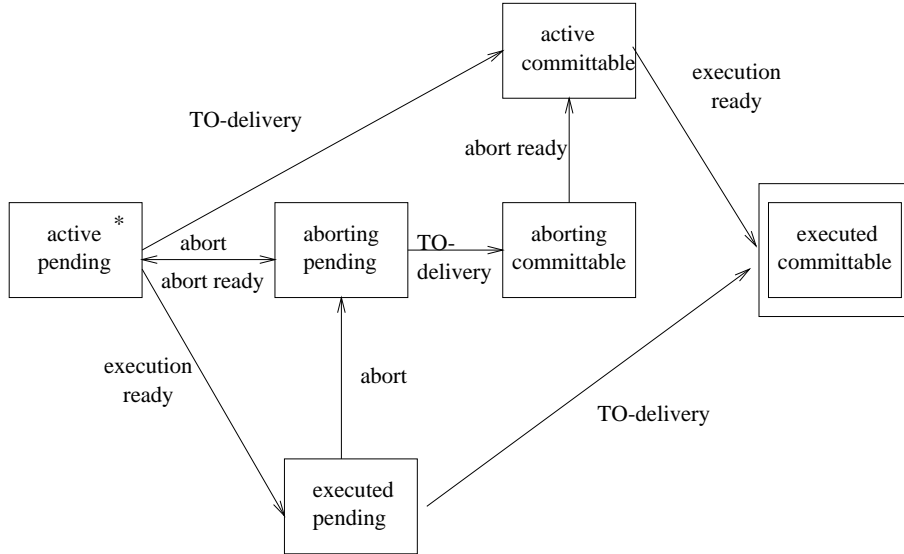 active
committable
execution
ready
TO-delivery
abort ready
active *
pending
abort
abort ready
aborting
pending
TO-
delivery
aborting
committable
executed
committable
execution
ready
abort
TO-delivery
executed
pending